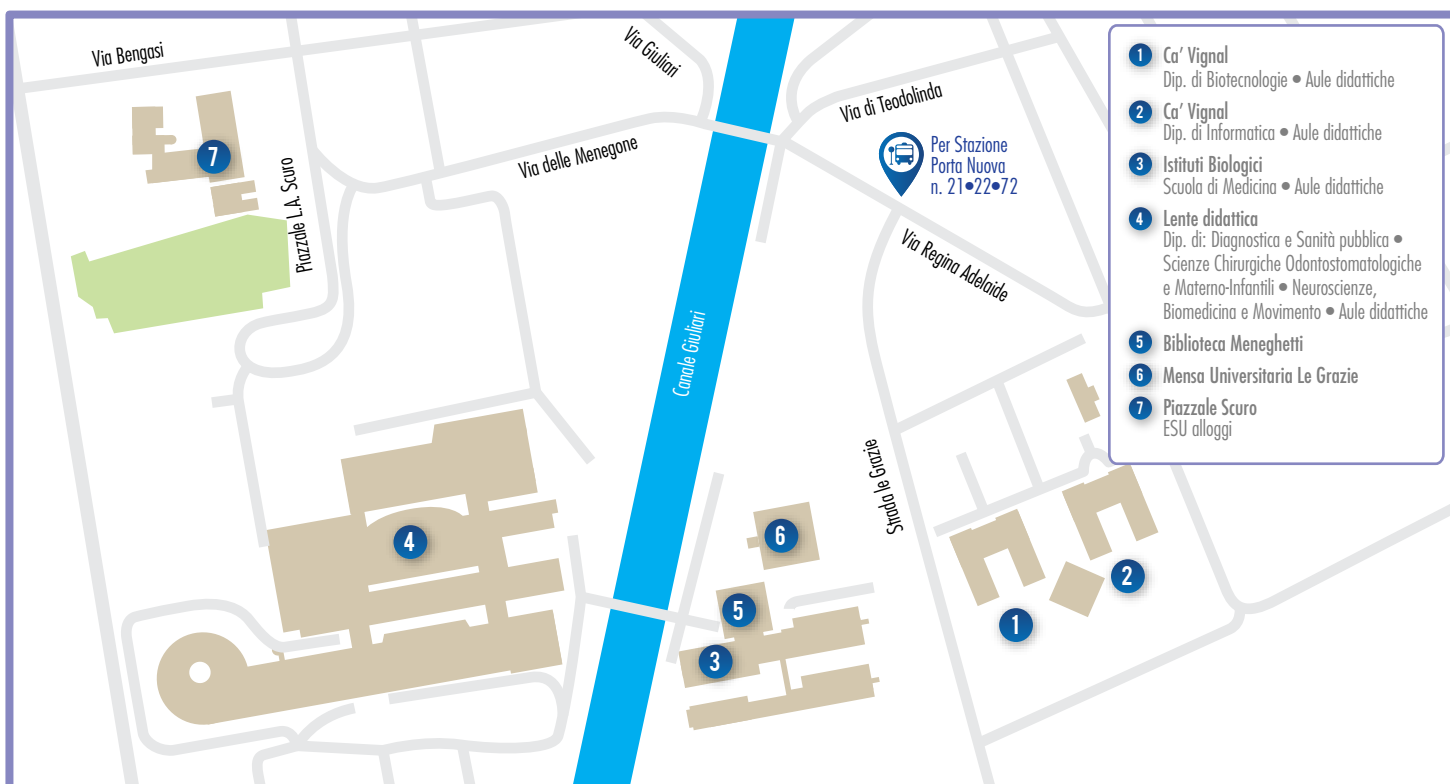 Via Bengasi
Via Giuliari
Via di Teodolinda
Via delle Menegone
Per Stazione
Porta Nuova
n. 21•22•72
Piazzale L.A. Scuro
Via Regina Adelaide
Canale Giuliari
Strada le Grazie
7
4
6
5
3
2
1
1 Ca’ Vignal
Dip. di Biotecnologie • Aule didattiche
2 Ca’ Vignal
Dip. di Informatica • Aule didattiche
3 Istituti Biologici
Scuola di Medicina • Aule didattiche
4 Lente didattica
Dip. di: Diagnostica e Sanità pubblica •
Scienze Chirurgiche Odontostomatologiche
e Materno-Infantili • Neuroscienze,
Biomedicina e Movimento • Aule didattiche
5 Biblioteca Meneghetti
6 Mensa Universitaria Le Grazie
7 Piazzale Scuro
ESU alloggi